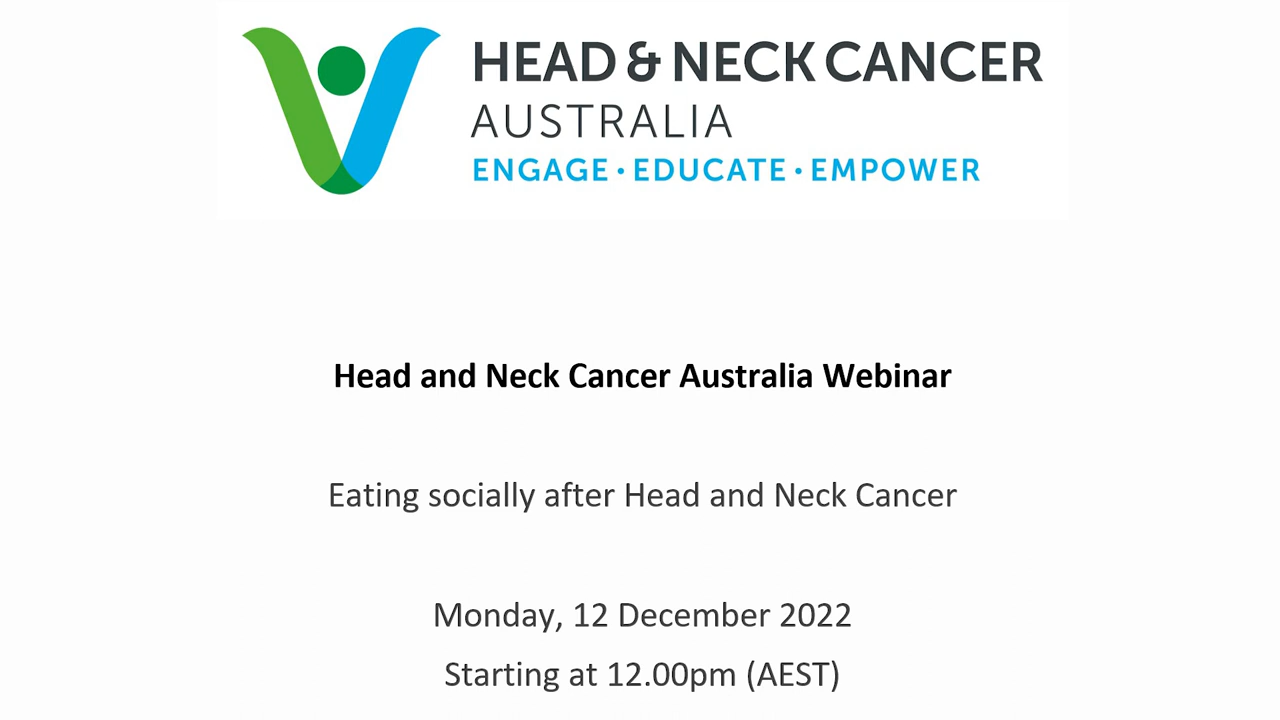 HEAD & NECK CANCER
AUSTRALIA
ENGAGE · EDUCATE · EMPOWER
Head and Neck Cancer Australia Webinar
Eating socially after Head and Neck Cancer
Monday, 12 December 2022
Starting at 12.00pm (AEST)